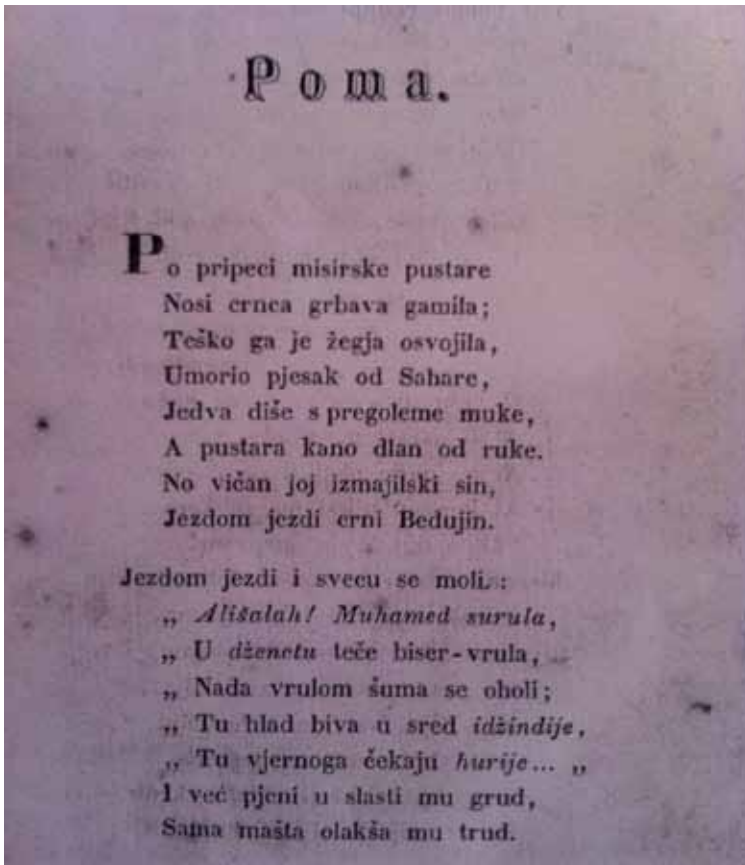 Poma.
Po pripeci misirske pustare
Nosi crnca grbava gamila;
Teško ga je žegja osvojila,
Umorio pjesak od Sahare,
Jedva diše s pregoleme muke,
A pustara kano dlan od ruke.
No vičan joj izmajilski sin,
Jezdom jezdi crni Bedujin.
Jezdom jezdi i svecu se moli.:
„ Ališalah! Muhamed surula,
„ U dženetu teče biser-vrula,
„ Nada vrulom šuma se oholi;
„ Tu hlad biva u sred idžindije,
„ Tu vjernoga čekaju hurije... „
I već pjeni u slasti mu grud,
Sama mašta olakša mu trud.